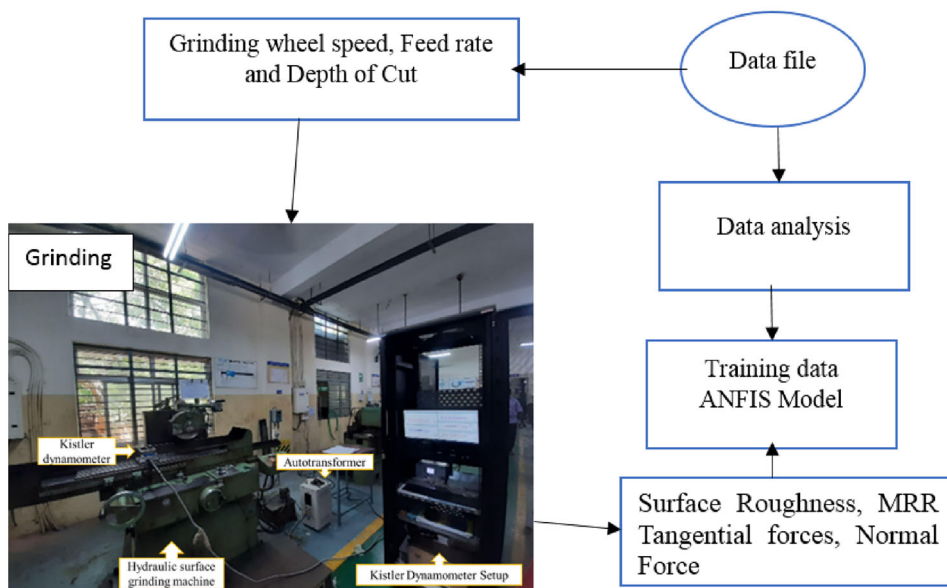 Grinding wheel speed, Feed rate
and Depth of Cut
Data file
Data analysis
Training data
ANFIS Model
Surface Roughness, MRR
Tangential forces, Normal
Force
Grinding
Kistler
dynamometer
Autotransformer
Hydraulic surface
grinding machine
Kistler Dynamometer Setup